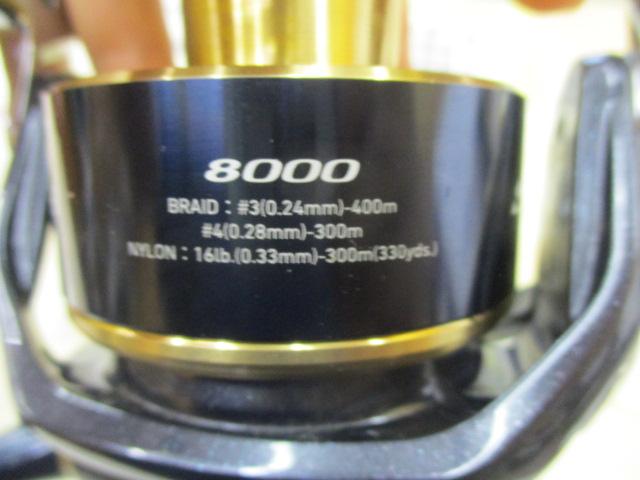 8000
BRAID : #3(0.24mm)-400m
#4(0.28mm)-300m
NYLON : 16lb.(0.33mm)-300m(330yds.)